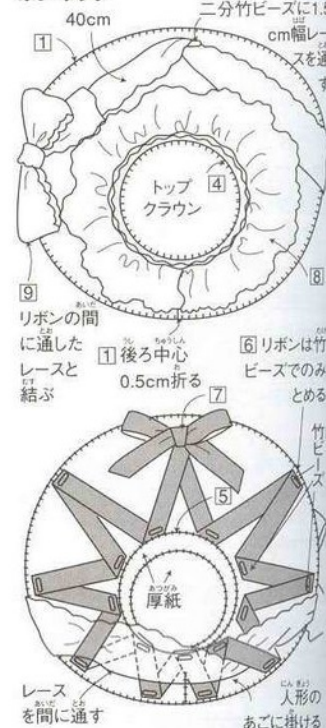 40cm
二分竹ビーズに1.5
cm幅レー
スを通
す
1
トップ
クラウン
4
8
9
リボンの間
に通した
レースと
結ぶ
1 後ろ中心
0.5cm折る
6 リボンは竹
ビーズでのみ
とめる
7
竹ビーズ
5
厚紙
レース
を間に通す
人形の
あごに掛ける